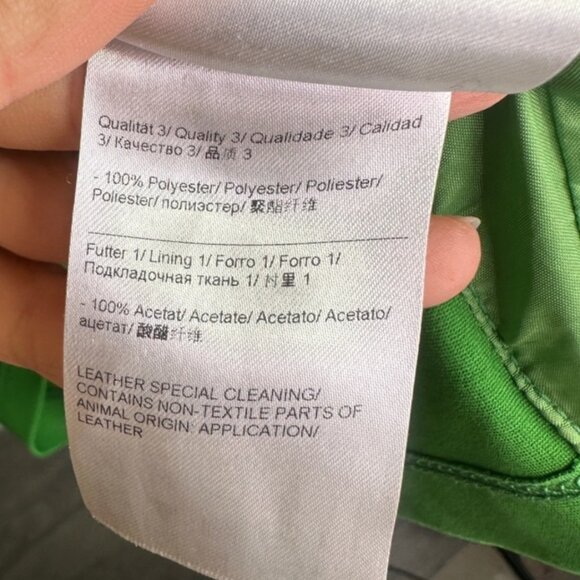 Qualität 3/ Quality 3/ Qualidade 3/ Calidad
3/ Качество 3/ 品质 3
- 100% Polyester/ Polyester/ Poliester/
Poliester/ полиэстер/ 聚酯纤维
Futter 1/ Lining 1/ Forro 1/ Forro 1/
Подкладочная ткань 1/ 衬里 1
- 100% Acetat/ Acetate/ Acetato/ Acetato/
ацетат/ 酸酯纤维
LEATHER SPECIAL CLEANING/
CONTAINS NON-TEXTILE PARTS OF
ANIMAL ORIGIN: APPLICATION/
LEATHER